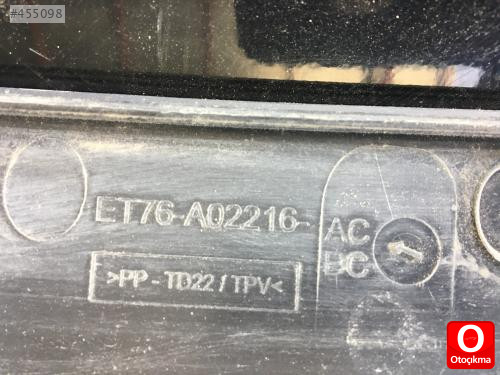 #455098
ET76-A02216-
AC
BC
>PP-TD22/TPV<
O
Otoçıkma